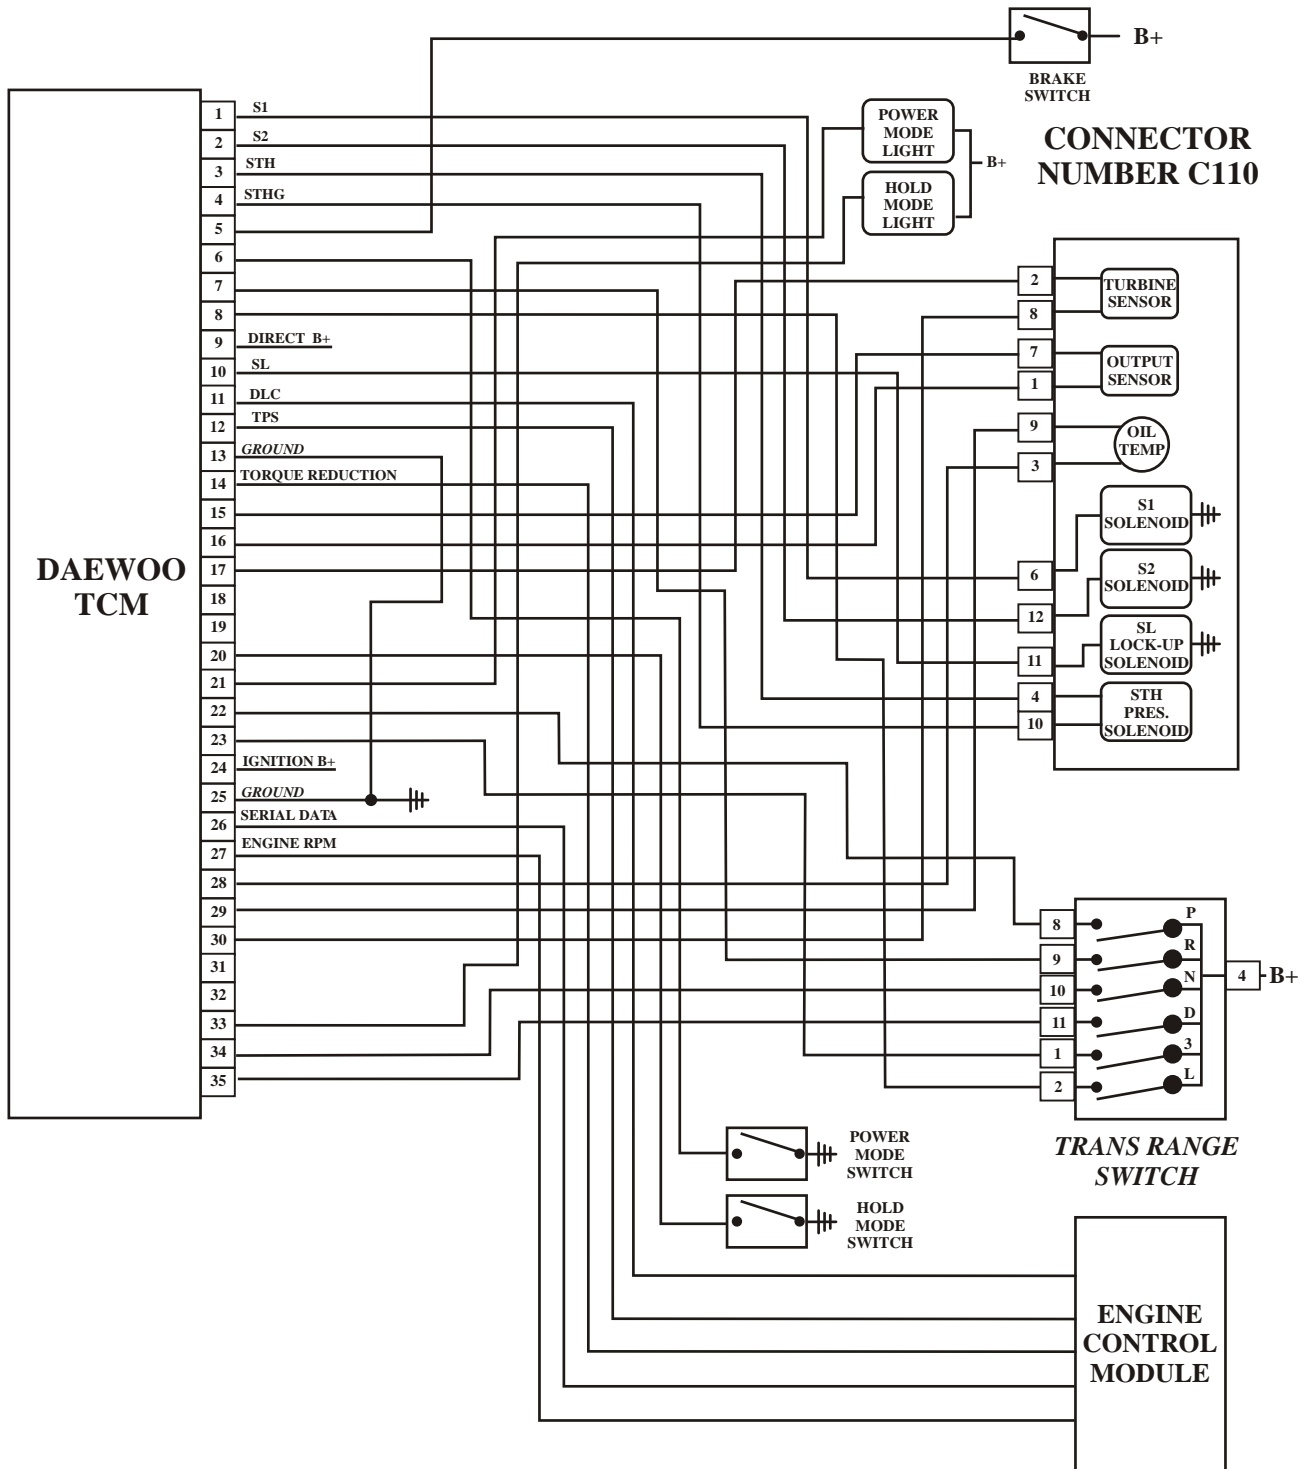 B+
BRAKE
SWITCH
CONNECTOR
NUMBER C110
POWER
MODE
LIGHT
B+
HOLD
MODE
LIGHT
DAEWOO
TCM
1 S1
2 S2
3 STH
4 STHG
5
6
7
8
9 DIRECT B+
10 SL
11 DLC
12 TPS
13 GROUND
14 TORQUE REDUCTION
15
16
17
18
19
20
21
22
23
24 IGNITION B+
25 GROUND
26 SERIAL DATA
27 ENGINE RPM
28
29
30
31
32
33
34
35
2
8
TURBINE
SENSOR
7
1
OUTPUT
SENSOR
9
3
OIL
TEMP
6
S1
SOLENOID
12
S2
SOLENOID
11
SL
LOCK-UP
SOLENOID
4
10
STH
PRES.
SOLENOID
8 P
9 R
10 N
11 D
1 3
2 L
4 B+
TRANS RANGE
SWITCH
POWER
MODE
SWITCH
HOLD
MODE
SWITCH
ENGINE
CONTROL
MODULE